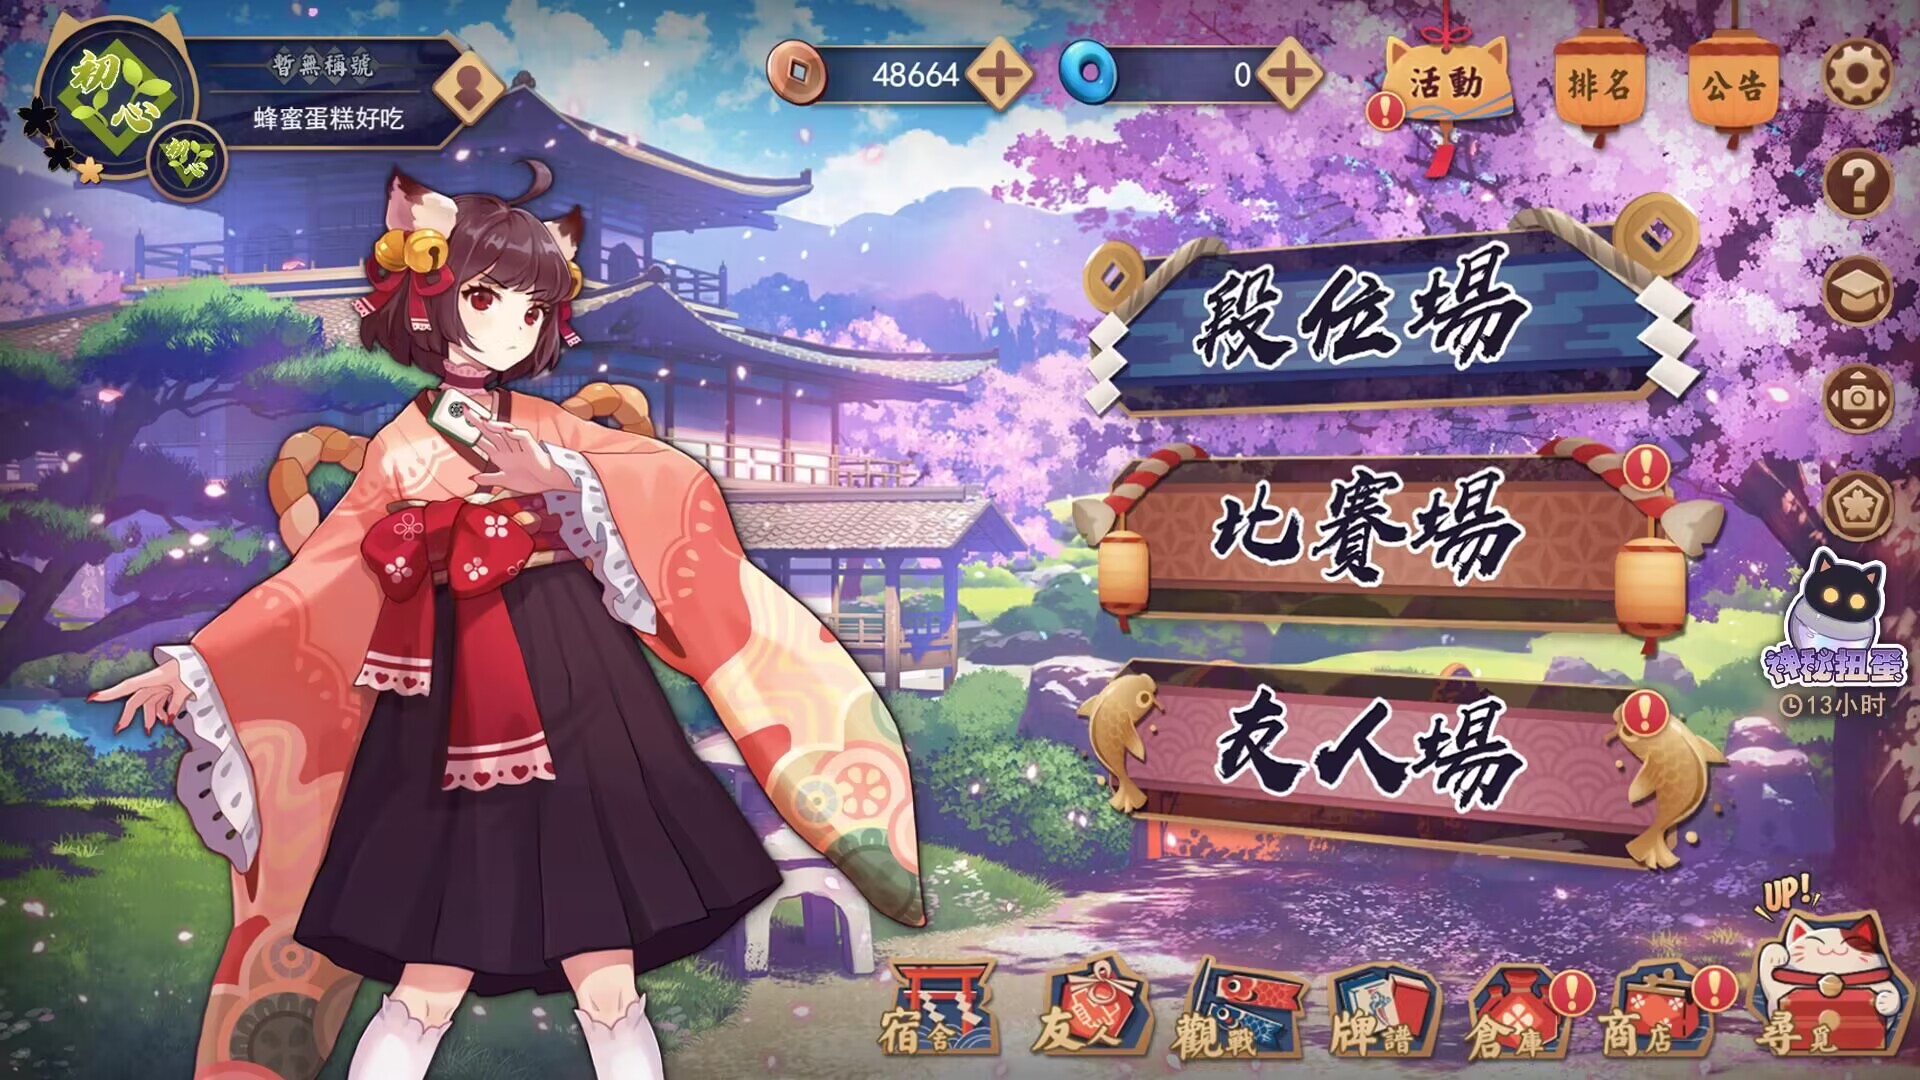 初心
暫無稱號
蜂蜜蛋糕好吃
初心
48664
0
活動
排名
公告
段位場
比賽場
友人場
神秘扭蛋
13小时
UP!
宿舍
友人
觀戰
牌譜
倉庫
商店
尋覓